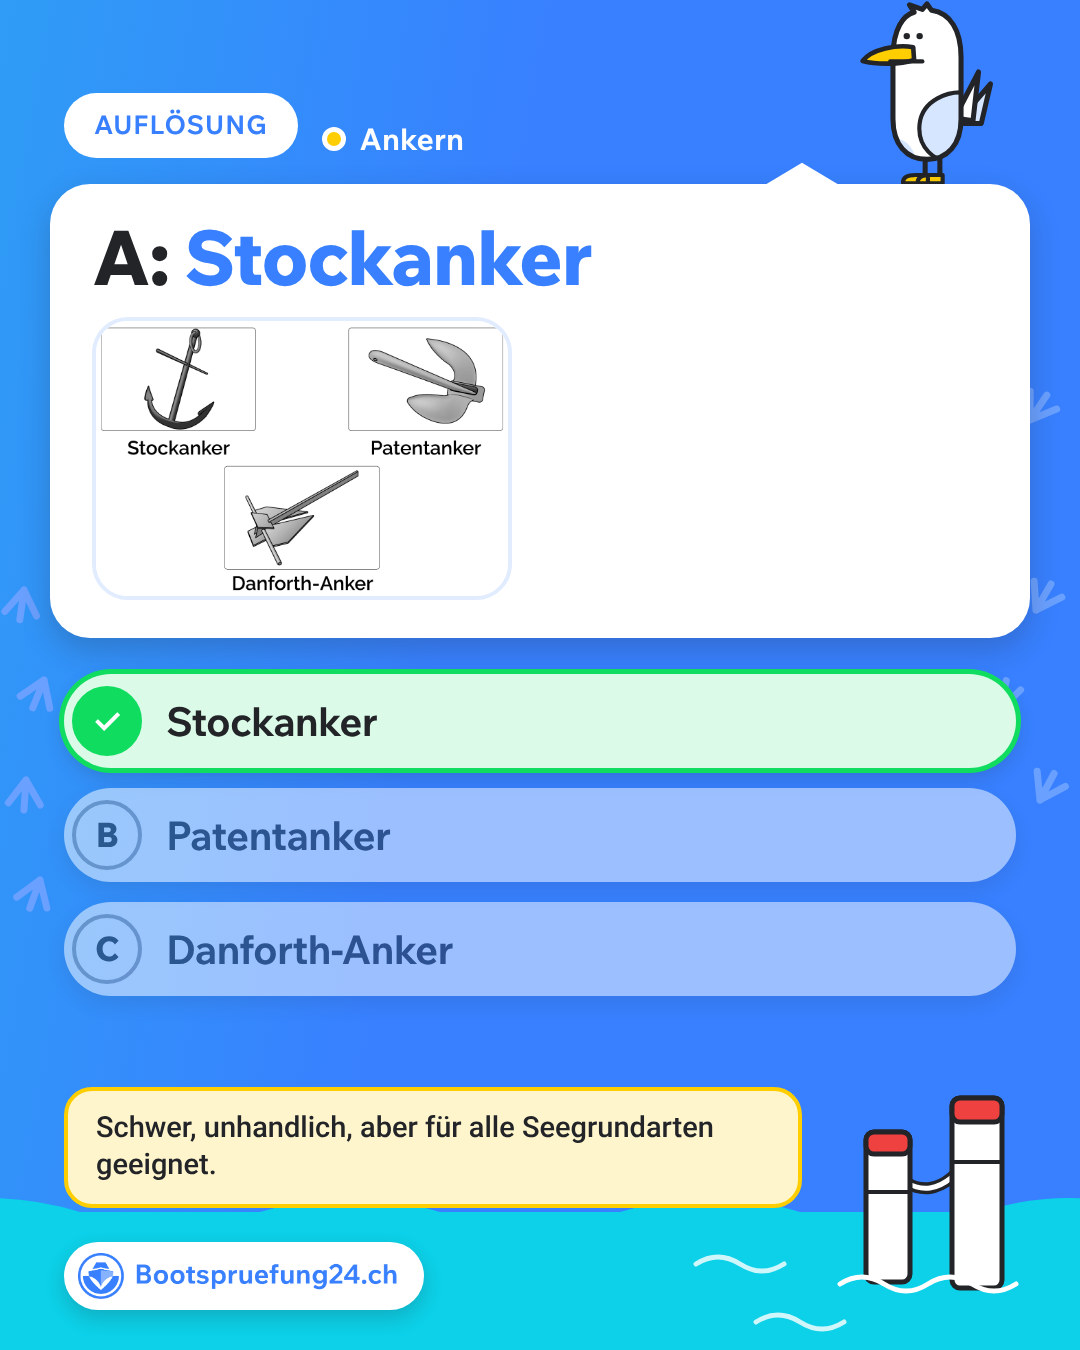 AUFLÖSUNG
Ankern
A: Stockanker
Stockanker
Patentanker
Danforth-Anker
Stockanker
B Patentanker
C Danforth-Anker
Schwer, unhandlich, aber für alle Seegrundarten
geeignet.
Bootspruefung24.ch